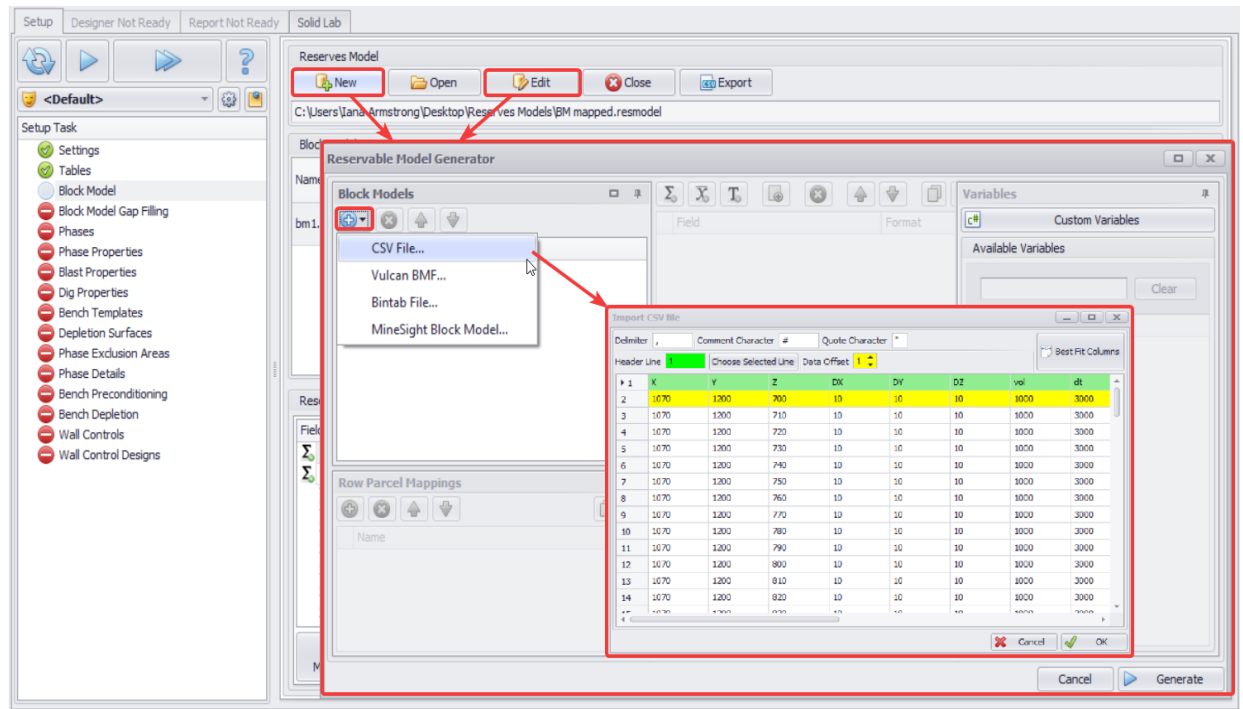 Setup Designer Not Ready Report Not Ready Solid Lab
<Default>
Setup Task
Settings
Tables
Block Model
Block Model Gap Filling
Phases
Phase Properties
Blast Properties
Dig Properties
Bench Templates
Depletion Surfaces
Phase Exclusion Areas
Phase Details
Bench Preconditioning
Bench Depletion
Wall Controls
Wall Control Designs
Reserves Model
New Open Edit Close Export
C:\Users\Iana Armstrong\Desktop\Reserves Models\BM mapped.resmodel
Name
bm1.
Reservable Model Generator
Block Models
CSV File...
Vulcan BMF...
Bintab File...
MineSight Block Model...
Row Parcel Mappings
Name
Field Format
Variables
Custom Variables
Available Variables
Clear
Import CSV file
Delimiter , Comment Character # Quote Character "
Header Line 1 Choose Selected Line Data Offset 1 Best Fit Columns
1 X Y Z DX DY DZ vol dt
2 1070 1200 700 10 10 10 1000 3000
3 1070 1200 710 10 10 10 1000 3000
4 1070 1200 720 10 10 10 1000 3000
5 1070 1200 730 10 10 10 1000 3000
6 1070 1200 740 10 10 10 1000 3000
7 1070 1200 750 10 10 10 1000 3000
8 1070 1200 760 10 10 10 1000 3000
9 1070 1200 770 10 10 10 1000 3000
10 1070 1200 780 10 10 10 1000 3000
11 1070 1200 790 10 10 10 1000 3000
12 1070 1200 800 10 10 10 1000 3000
13 1070 1200 810 10 10 10 1000 3000
14 1070 1200 820 10 10 10 1000 3000
Cancel OK
Cancel Generate